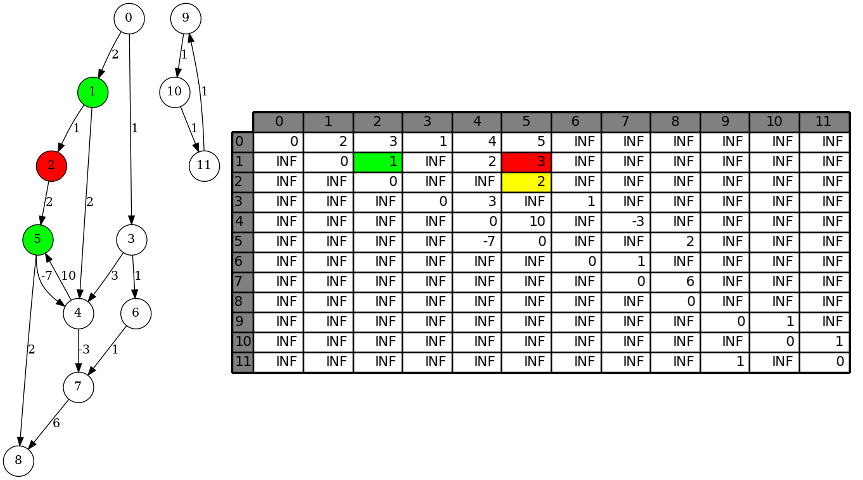 0
9
2
1
1
10
1
1
1
1
2
11
2
2
5
3
-7
10
3
1
4
6
2
-3
1
7
6
8
0 1 2 3 4 5 6 7 8 9 10 11
0 0 2 3 1 4 5 INF INF INF INF INF INF
1 INF 0 1 INF 2 3 INF INF INF INF INF INF
2 INF INF 0 INF INF 2 INF INF INF INF INF INF
3 INF INF INF 0 3 INF 1 INF INF INF INF INF
4 INF INF INF INF 0 10 INF -3 INF INF INF INF
5 INF INF INF INF -7 0 INF INF 2 INF INF INF
6 INF INF INF INF INF INF 0 1 INF INF INF INF
7 INF INF INF INF INF INF INF 0 6 INF INF INF
8 INF INF INF INF INF INF INF INF 0 INF INF INF
9 INF INF INF INF INF INF INF INF INF 0 1 INF
10 INF INF INF INF INF INF INF INF INF INF 0 1
11 INF INF INF INF INF INF INF INF INF 1 INF 0